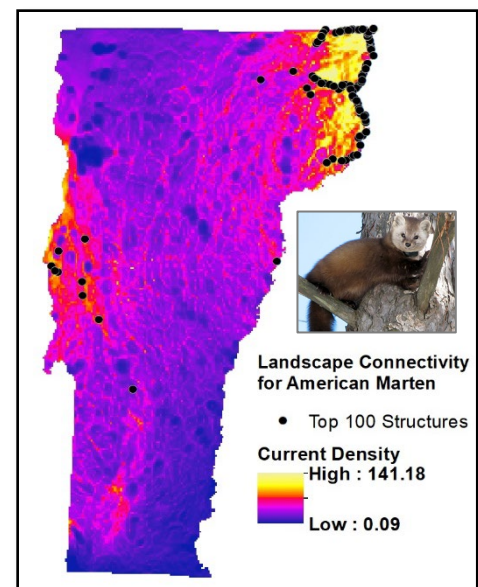 Landscape Connectivity
for American Marten
Top 100 Structures
Current Density
High : 141.18
Low : 0.09